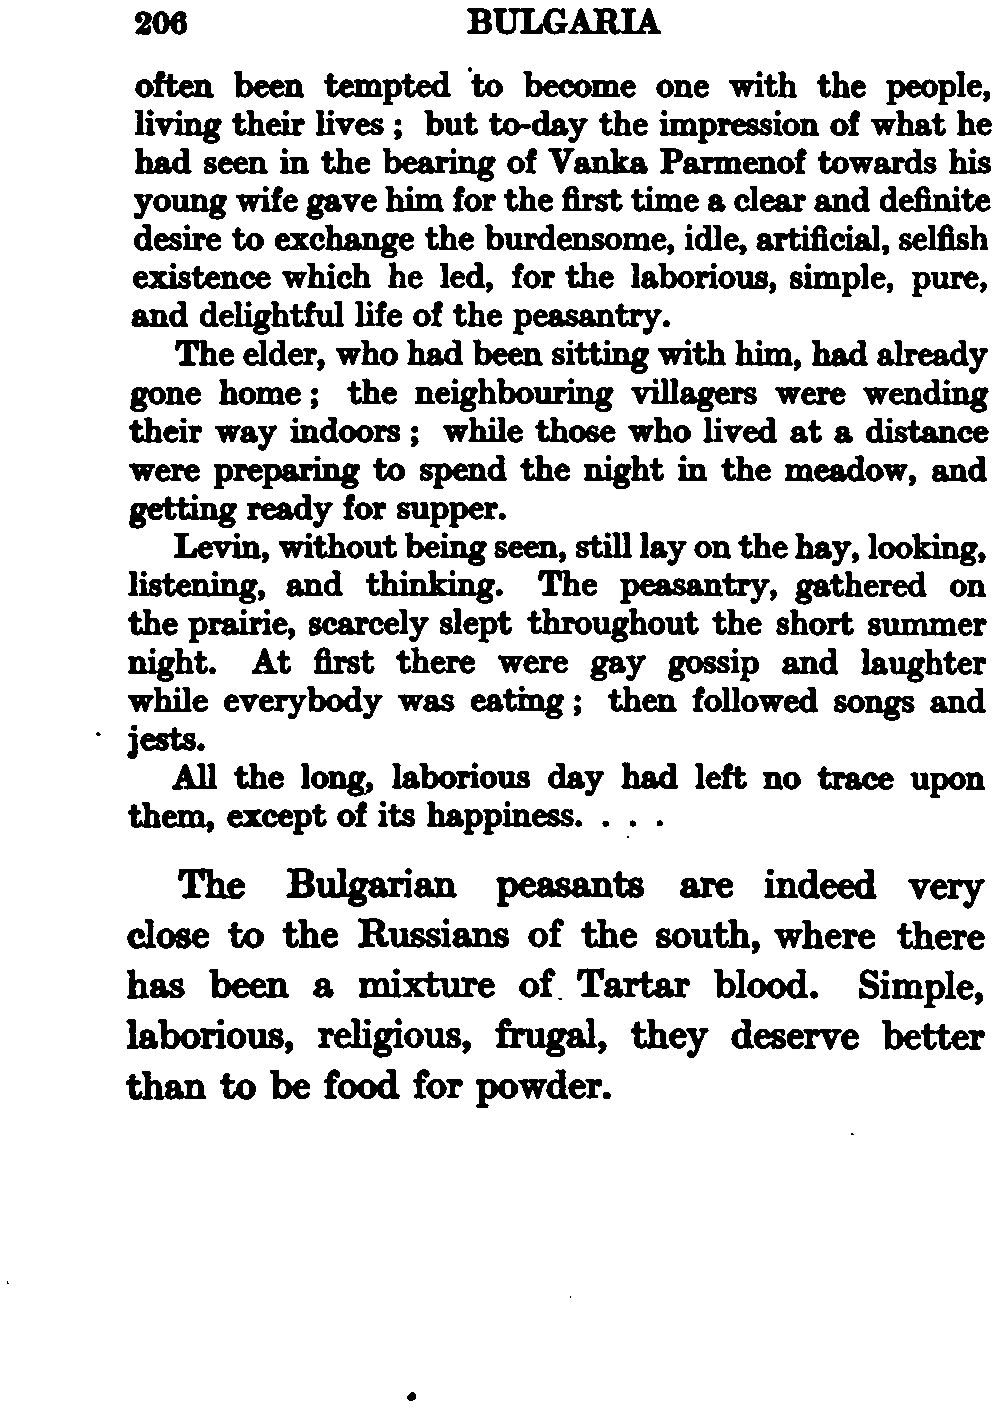 206 BULGARIA
often been tempted to become one with the people,
living their lives ; but to-day the impression of what he
had seen in the bearing of Vanka Parmenof towards his
young wife gave him for the first time a clear and definite
desire to exchange the burdensome, idle, artificial, selfish
existence which he led, for the laborious, simple, pure,
and delightful life of the peasantry.
The elder, who had been sitting with him, had already
gone home ; the neighbouring villagers were wending
their way indoors ; while those who lived at a distance
were preparing to spend the night in the meadow, and
getting ready for supper.
Levin, without being seen, still lay on the hay, looking,
listening, and thinking. The peasantry, gathered on
the prairie, scarcely slept throughout the short summer
night. At first there were gay gossip and laughter
while everybody was eating ; then followed songs and
jests.
All the long, laborious day had left no trace upon
them, except of its happiness. . . .
The Bulgarian peasants are indeed very
close to the Russians of the south, where there
has been a mixture of Tartar blood. Simple,
laborious, religious, frugal, they deserve better
than to be food for powder.